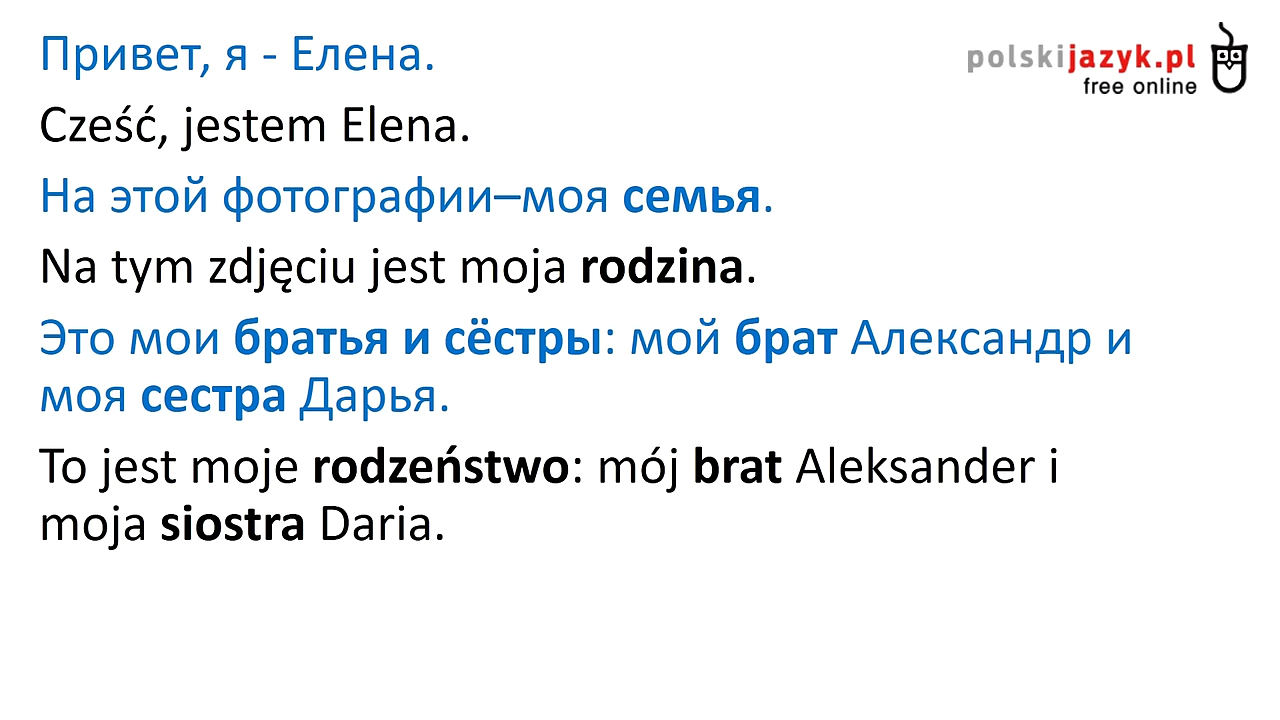 Привет, я - Елена.
polskijazyk.pl
free online
Cześć, jestem Elena.
На этой фотографии–моя семья.
Na tym zdjęciu jest moja rodzina.
Это мои братья и сёстры: мой брат Александр и
моя сестра Дарья.
To jest moje rodzeństwo: mój brat Aleksander i
moja siostra Daria.